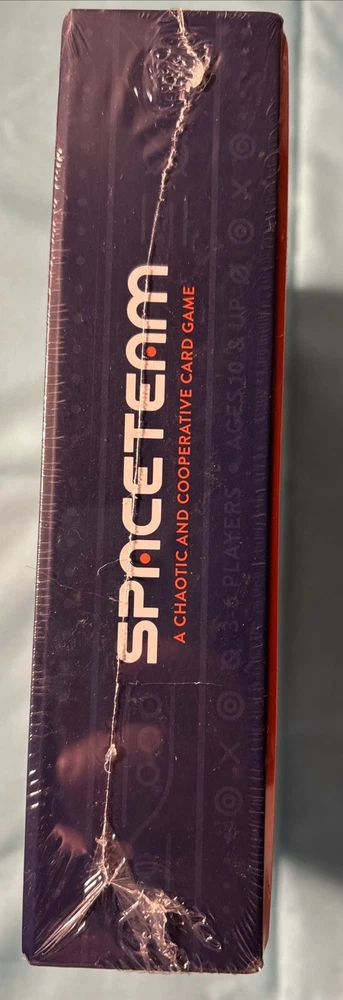 SPACETEAM
A CHAOTIC AND COOPERATIVE CARD GAME
3-6 PLAYERS • AGES 10 & UP